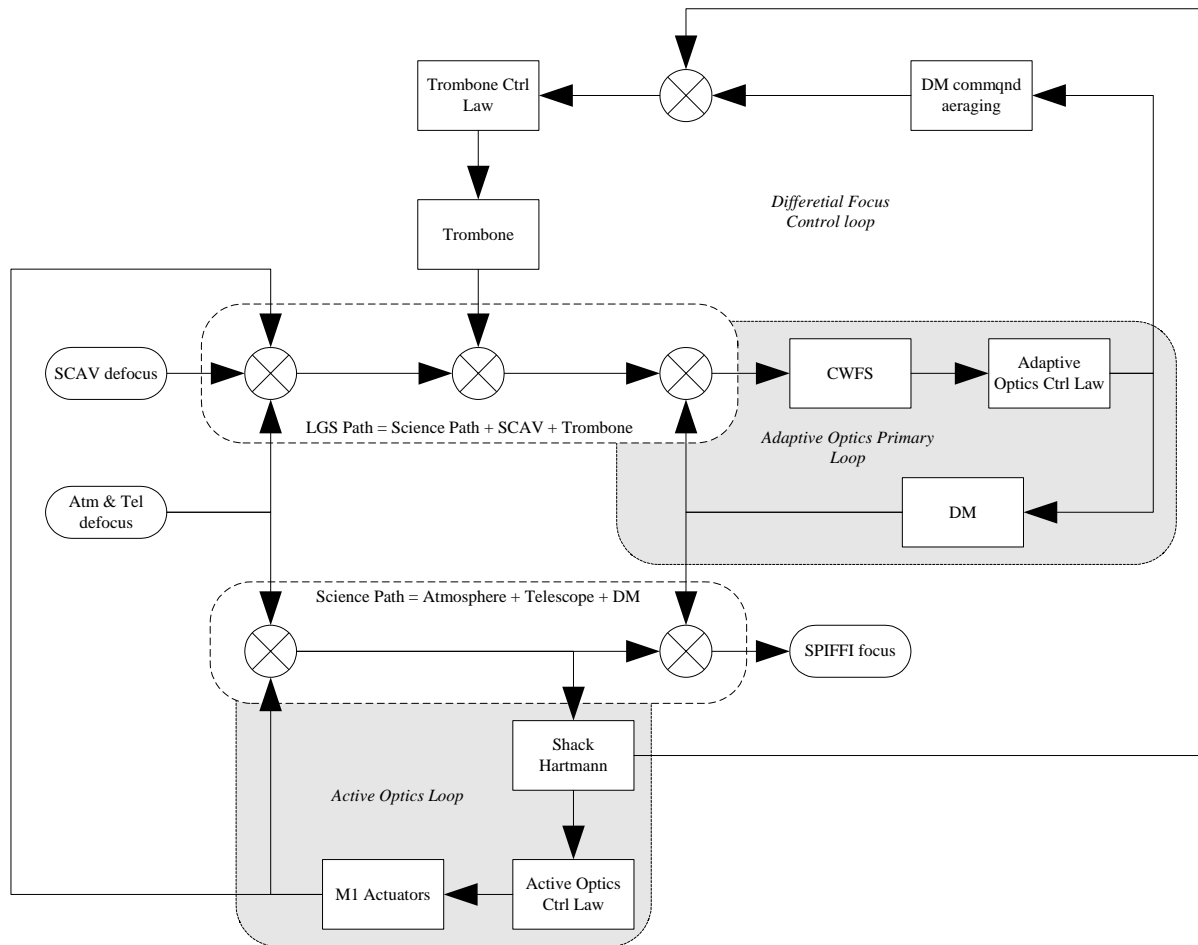 Trombone Ctrl
Law
DM commqnd
aeraging
Differetial Focus
Control loop
Trombone
SCAV defocus
CWFS
Adaptive
Optics Ctrl Law
LGS Path = Science Path + SCAV + Trombone
Adaptive Optics Primary
Loop
Atm & Tel
defocus
DM
Science Path = Atmosphere + Telescope + DM
SPIFFI focus
Shack
Hartmann
Active Optics Loop
M1 Actuators
Active Optics
Ctrl Law